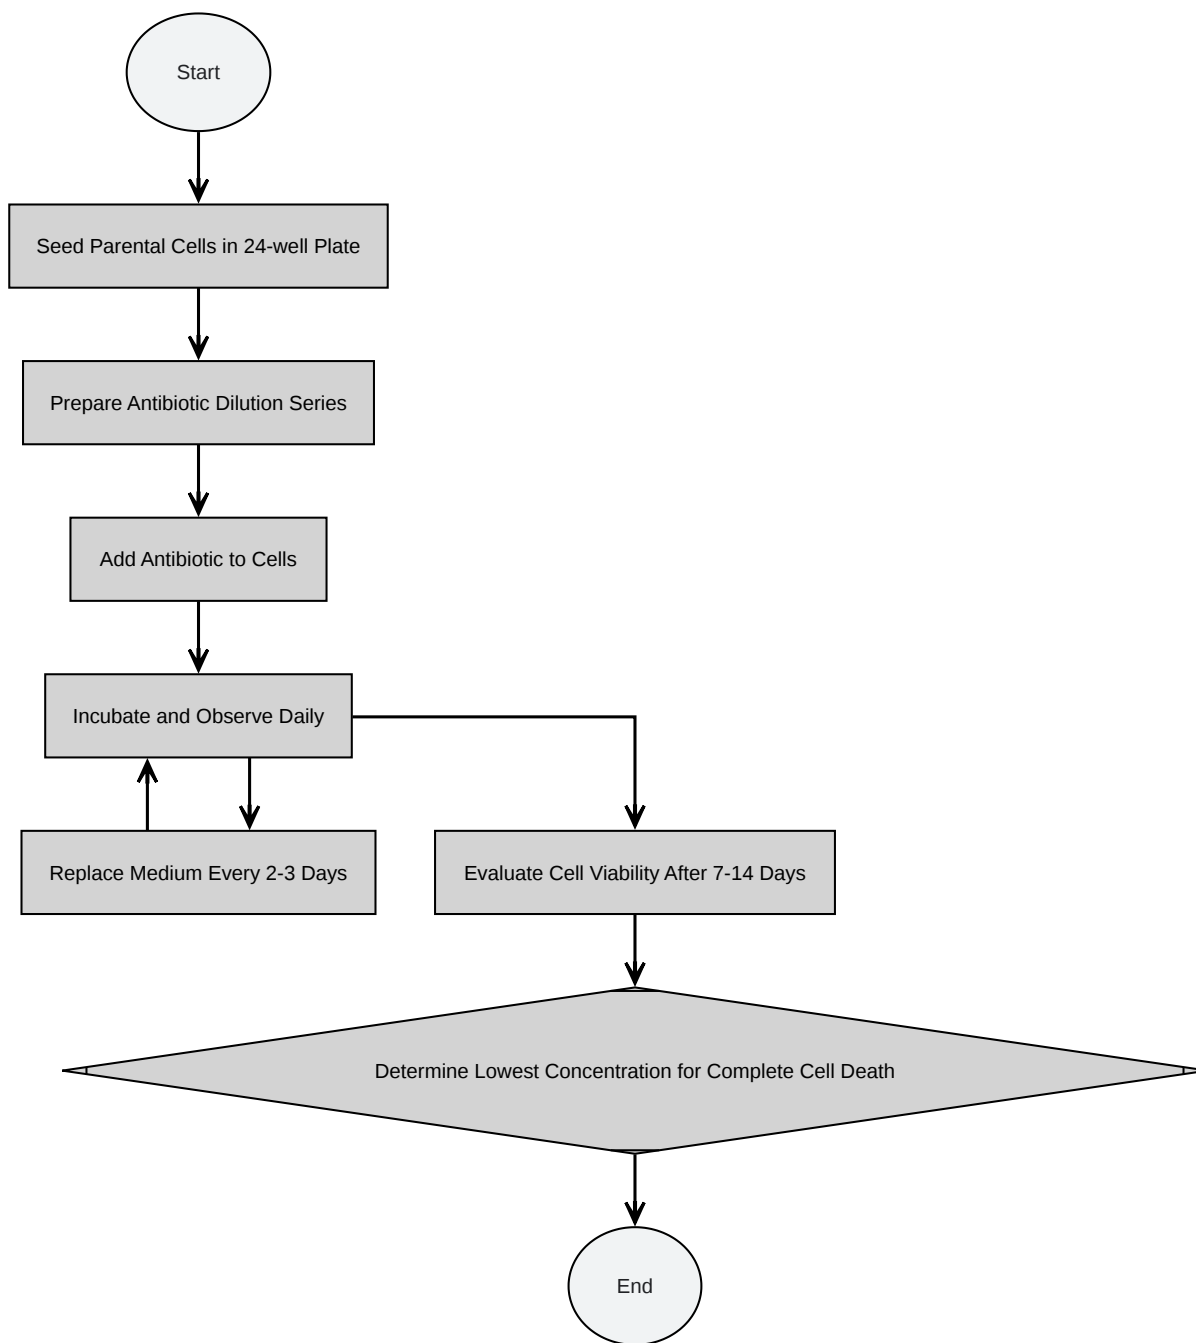 Start
Seed Parental Cells in 24-well Plate
Prepare Antibiotic Dilution Series
Add Antibiotic to Cells
Incubate and Observe Daily
Replace Medium Every 2-3 Days
Evaluate Cell Viability After 7-14 Days
Determine Lowest Concentration for Complete Cell Death
End